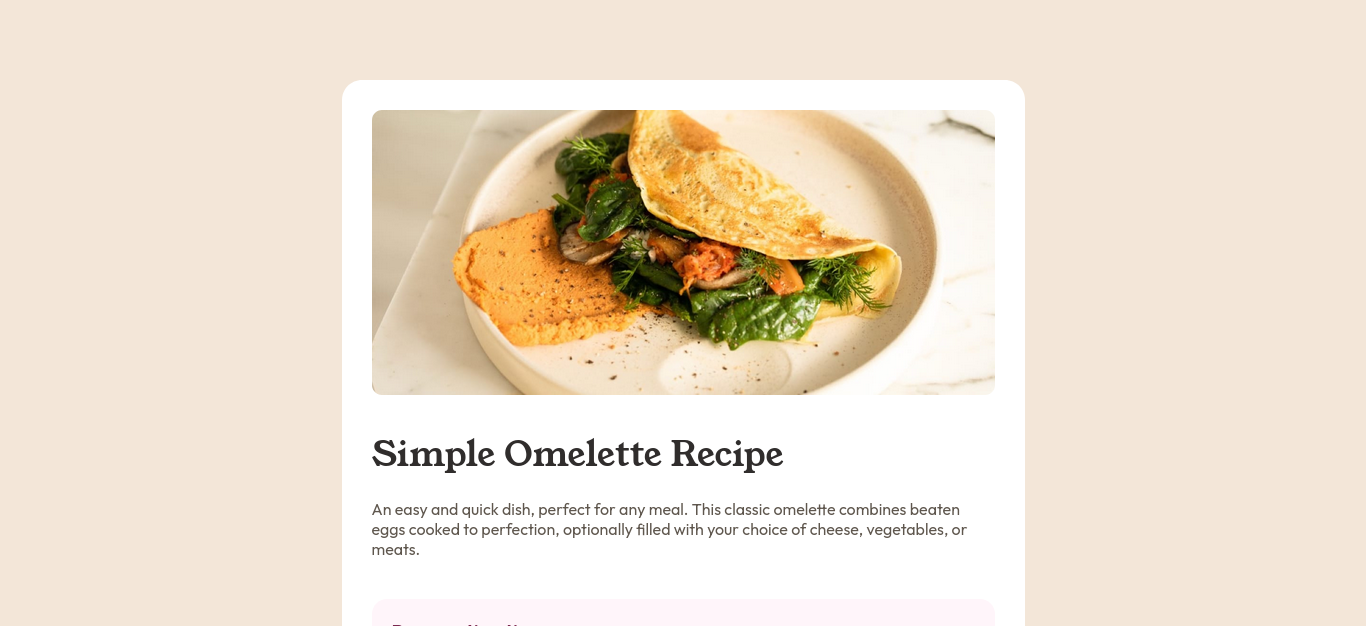 Simple Omelette Recipe
An easy and quick dish, perfect for any meal. This classic omelette combines beaten
eggs cooked to perfection, optionally filled with your choice of cheese, vegetables, or
meats.